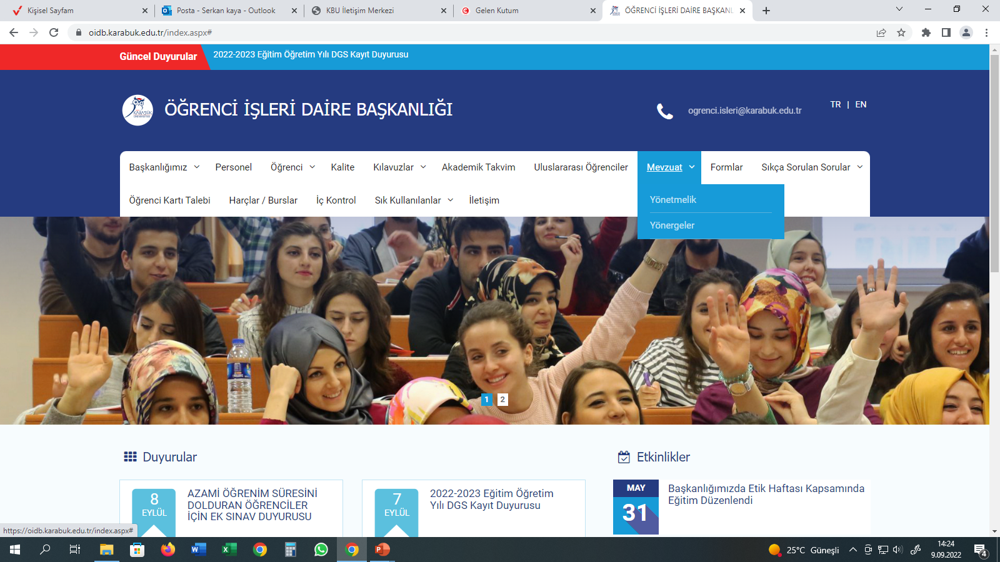 Kişisel Sayfam
Posta - Serkan kaya - Outlook
KBU İletişim Merkezi
Gelen Kutum
ÖĞRENCİ İŞLERİ DAİRE BAŞKANL
oidb.karabuk.edu.tr/index.aspx#
Güncel Duyurular
2022-2023 Eğitim Öğretim Yılı DGS Kayıt Duyurusu
KARABÜK
ÜNİVERSİTESİ
ÖĞRENCİ İŞLERİ DAİRE BAŞKANLIĞI
ogrenci.isleri@karabuk.edu.tr
TR | EN
Başkanlığımız Personel Öğrenci Kalite Kılavuzlar Akademik Takvim Uluslararası Öğrenciler Mevzuat Formlar Sıkça Sorulan Sorular
Öğrenci Kartı Talebi Harçlar / Burslar İç Kontrol Sık Kullanılanlar İletişim
Yönetmelik
Yönergeler
1 2
Duyurular
8
EYLÜL
AZAMİ ÖĞRENİM SÜRESİNİ
DOLDURAN ÖĞRENCİLER
İÇİN EK SINAV DUYURUSU
7
EYLÜL
2022-2023 Eğitim Öğretim
Yılı DGS Kayıt Duyurusu
Etkinlikler
MAY
31
Başkanlığımızda Etik Haftası Kapsamında
Eğitim Düzenlendi
https://oidb.karabuk.edu.tr/index.aspx#
25°C Güneşli
14:24
9.09.2022
4